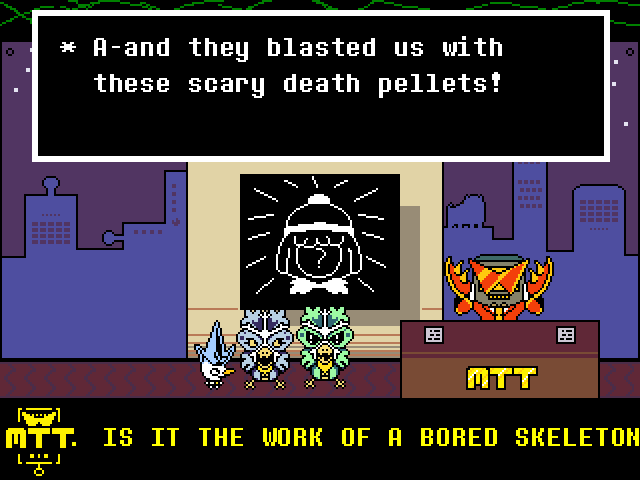 * A-and they blasted us with
these scary death pellets!
?
MTT
MTT. IS IT THE WORK OF A BORED SKELETON